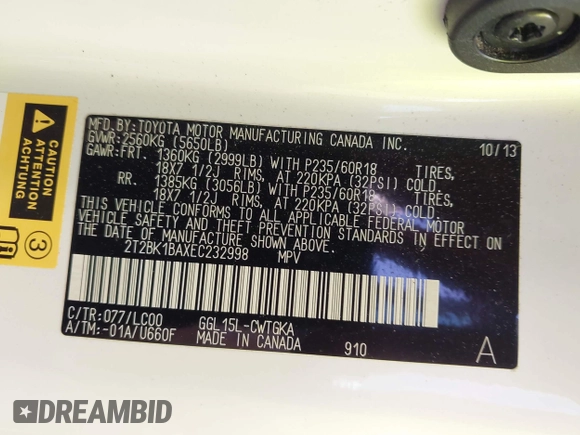 MFD.BY:TOYOTA MOTOR MANUFACTURING CANADA INC.
GVWR:2560KG (5650LB) 10/13
GAWR:FRT. 1360KG (2999LB) WITH P235/60R18 TIRES,
18X7 1/2J RIMS, AT 220KPA (32PSI) COLD.
RR. 1385KG (3056LB) WITH P235/60R18 TIRES,
18X7 1/2J RIMS, AT 220KPA (32PSI) COLD.
THIS VEHICLE CONFORMS TO ALL APPLICABLE FEDERAL MOTOR
VEHICLE SAFETY AND THEFT PREVENTION STANDARDS IN EFFECT ON
THE DATE OF MANUFACTURE SHOWN ABOVE.
2T2BK1BAXEC232998 MPV
C/TR:077/LC00 GGL15L-CWTGKA
A/TM:-01A/U660F MADE IN CANADA 910 A
CAUTION
ATTENTION
ACHTUNG
3
DREAMBID